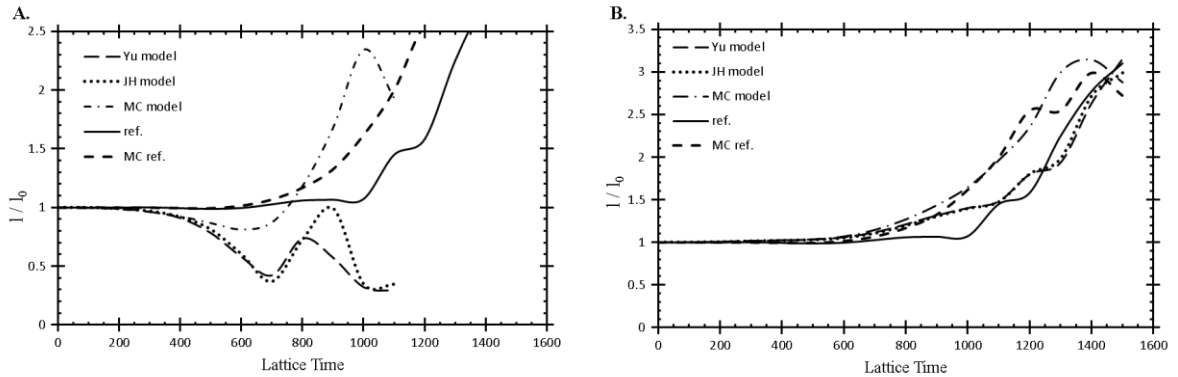 A.
2.5
2
1.5
1
0.5
0
l / l0
Yu model
JH model
MC model
ref.
MC ref.
0 200 400 600 800 1000 1200 1400 1600
Lattice Time
B.
3.5
3
2.5
2
1.5
1
0.5
0
l / l0
Yu model
JH model
MC model
ref.
MC ref.
0 200 400 600 800 1000 1200 1400 1600
Lattice Time